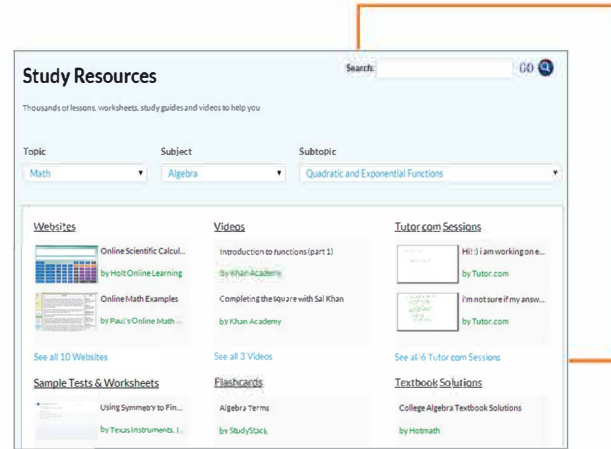 Study Resources
Search:
GO
Thousands of lessons, worksheets, study guides and videos to help you
Topic
Subject
Subtopic
Math
Algebra
Quadratic and Exponential Functions
Websites
Online Scientific Calcul...
by Holt Online Learning
Online Math Examples
by Paul's Online Math ...
See all 10 Websites
Videos
Introduction to functions (part 1)
by Khan Academy
Completing the square with Sal Khan
by Khan Academy
See all 3 Videos
Tutor.com Sessions
Hi! :) i am working on e...
by Tutor.com
i'm not sure if my answ...
by Tutor.com
See all 6 Tutor.com Sessions
Sample Tests & Worksheets
Using Symmetry to Fin...
by Texas Instruments, I...
Flashcards
Algebra Terms
by StudyStack
Textbook Solutions
College Algebra Textbook Solutions
by Hotmath